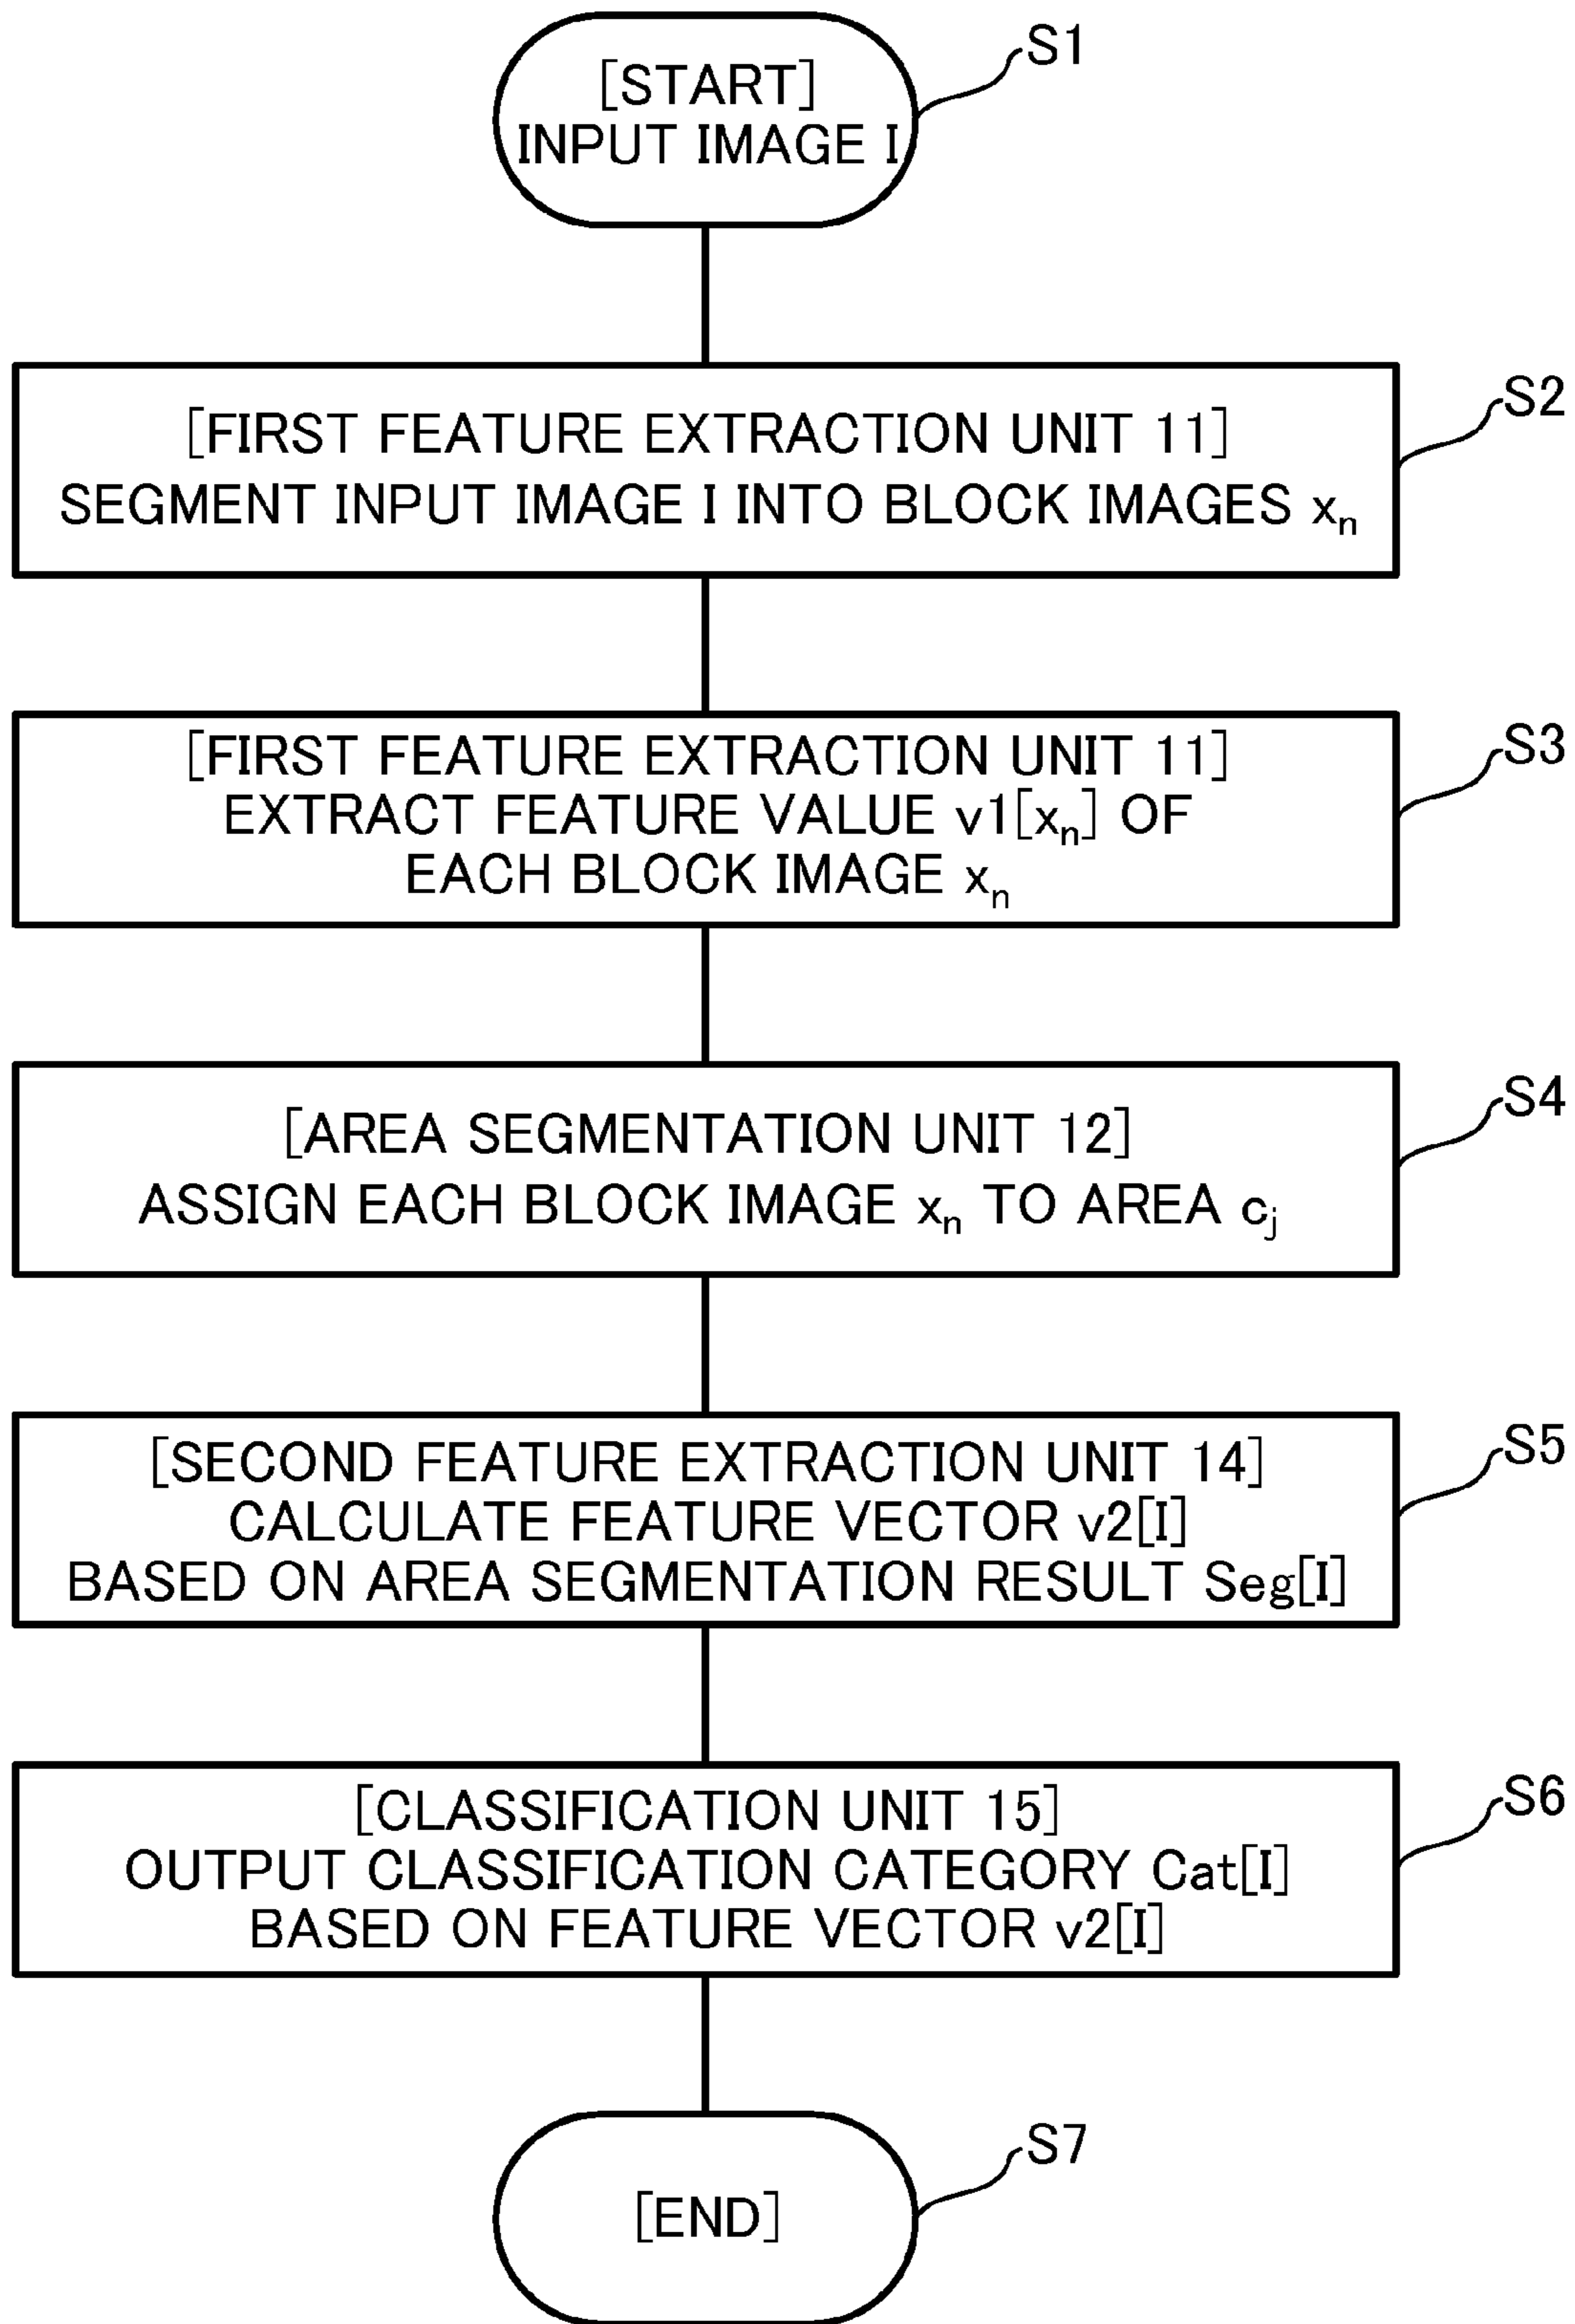 S1
[START]
INPUT IMAGE I
S2
[FIRST FEATURE EXTRACTION UNIT 11]
SEGMENT INPUT IMAGE I INTO BLOCK IMAGES xₙ
S3
[FIRST FEATURE EXTRACTION UNIT 11]
EXTRACT FEATURE VALUE v1[xₙ] OF
EACH BLOCK IMAGE xₙ
S4
[AREA SEGMENTATION UNIT 12]
ASSIGN EACH BLOCK IMAGE xₙ TO AREA cⱼ
S5
[SECOND FEATURE EXTRACTION UNIT 14]
CALCULATE FEATURE VECTOR v2[I]
BASED ON AREA SEGMENTATION RESULT Seg[I]
S6
[CLASSIFICATION UNIT 15]
OUTPUT CLASSIFICATION CATEGORY Cat[I]
BASED ON FEATURE VECTOR v2[I]
S7
[END]